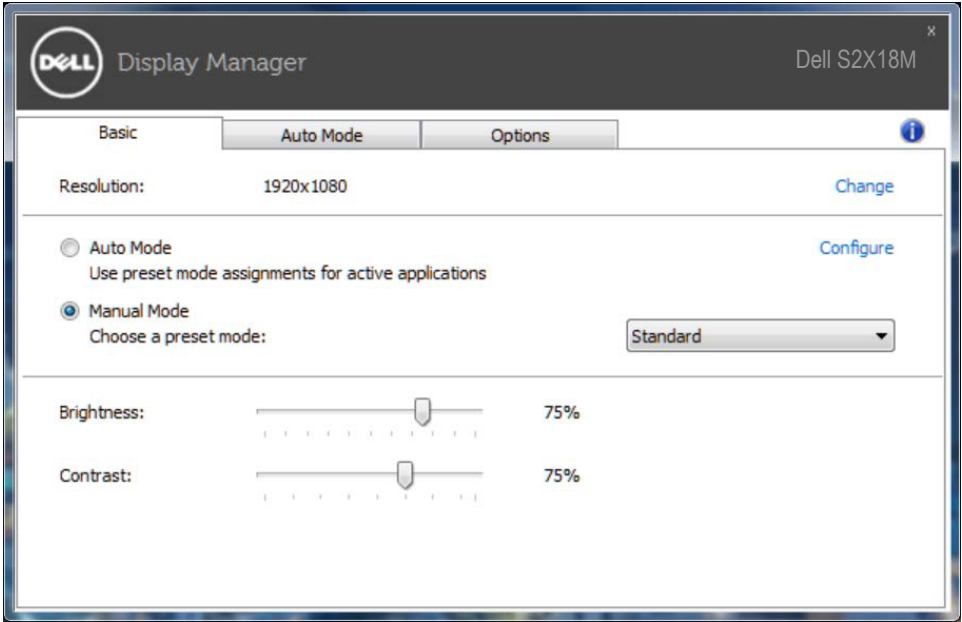 x
DELL Display Manager Dell S2X18M
Basic Auto Mode Options i
Resolution: 1920x1080 Change
Auto Mode Configure
Use preset mode assignments for active applications
Manual Mode
Choose a preset mode: Standard
Brightness: 75%
Contrast: 75%